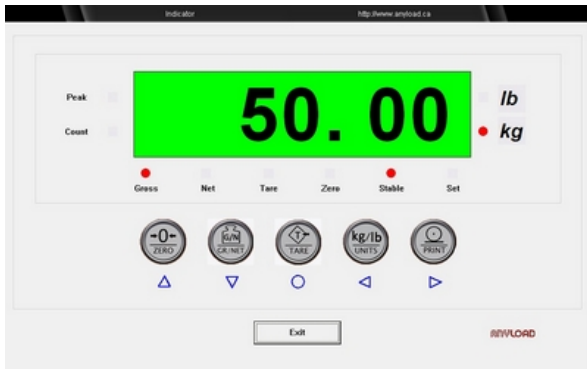 Indicator http://www.anyload.ca
Peak
50.00
lb
Count
kg
Gross Net Tare Zero Stable Set
→0← G/N T kg/lb
ZERO GR/NET TARE UNITS PRINT
Exit
ANYLOAD